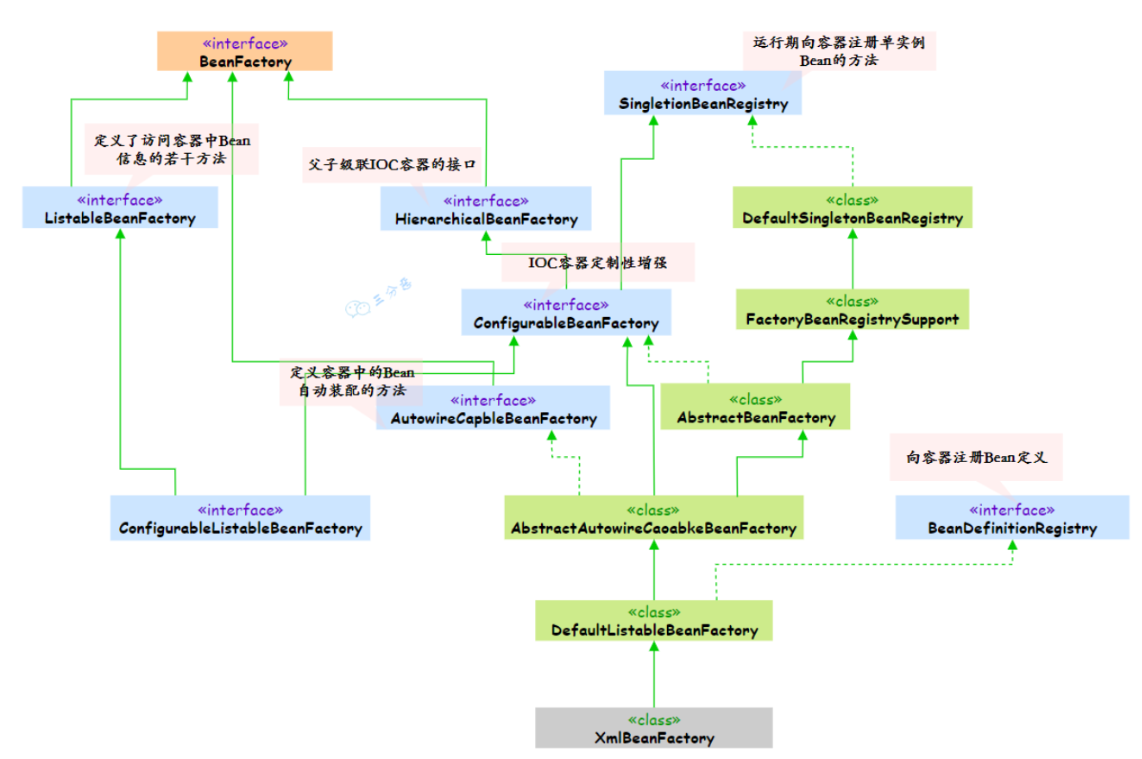 «interface»
BeanFactory
运行期向容器注册单实例
Bean的方法
«interface»
SingletionBeanRegistry
定义了访问容器中Bean
信息的若干方法
父子级联IOC容器的接口
«interface»
ListableBeanFactory
«interface»
HierarchicalBeanFactory
«class»
DefaultSingletonBeanRegistry
IOC容器定制性增强
三分恶
«interface»
ConfigurableBeanFactory
«class»
FactoryBeanRegistrySupport
定义容器中的Bean
自动装配的方法
«interface»
AutowireCapbleBeanFactory
«class»
AbstractBeanFactory
向容器注册Bean定义
«interface»
ConfigurableListableBeanFactory
«class»
AbstractAutowireCaoabkeBeanFactory
«interface»
BeanDefinitionRegistry
«class»
DefaultListableBeanFactory
«class»
XmlBeanFactory